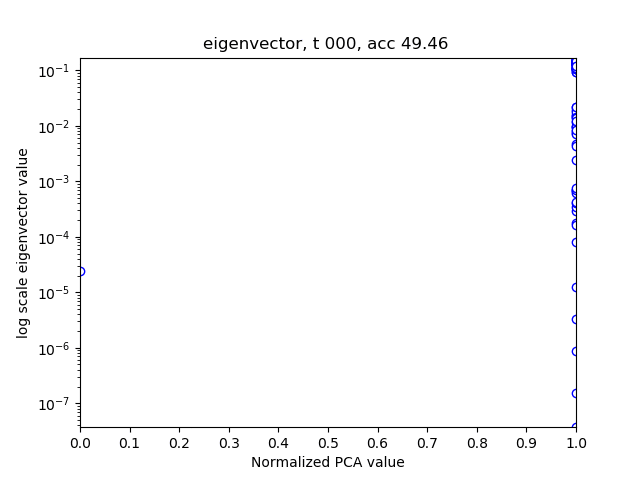 eigenvector, t 000, acc 49.46
log scale eigenvector value
10⁻¹
10⁻²
10⁻³
10⁻⁴
10⁻⁵
10⁻⁶
10⁻⁷
0.0 0.1 0.2 0.3 0.4 0.5 0.6 0.7 0.8 0.9 1.0
Normalized PCA value